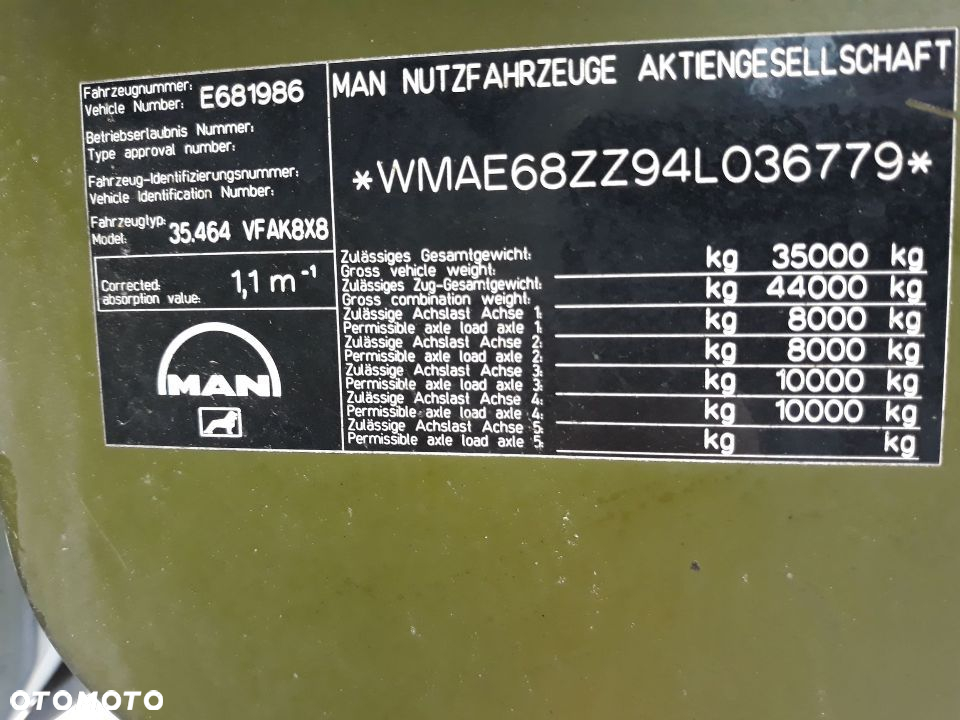 Fahrzeugnummer:
Vehicle Number: E681986
Betriebserlaubnis Nummer:
Type approval number:
Fahrzeug-Identifizierungsnummer:
Vehicle Identification Number:
Fahrzeugtyp:
Model: 35.464 VFAK8X8
Corrected:
absorption value: 1,1 m⁻¹
MAN
MAN NUTZFAHRZEUGE AKTIENGESELLSCHAFT
*WMAE68ZZ94L036779*
Zulässiges Gesamtgewicht:
Gross vehicle weight: kg 35000 kg
Zulässiges Zug-Gesamtgewicht:
Gross combination weight: kg 44000 kg
Zulässige Achslast Achse 1:
Permissible axle load axle 1: kg 8000 kg
Zulässige Achslast Achse 2:
Permissible axle load axle 2: kg 8000 kg
Zulässige Achslast Achse 3:
Permissible axle load axle 3: kg 10000 kg
Zulässige Achslast Achse 4:
Permissible axle load axle 4: kg 10000 kg
Zulässige Achslast Achse 5:
Permissible axle load axle 5: kg kg
OTOMOTO